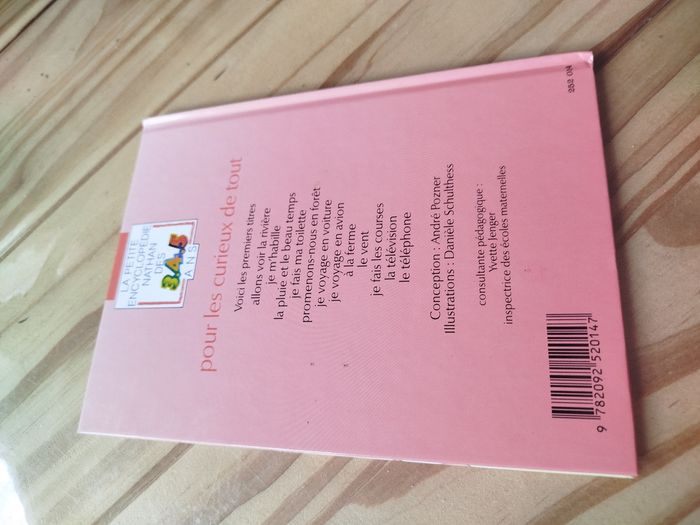 LA PETITE
ENCYCLOPÉDIE
NATHAN
DES
3.4.5
ANS
pour les curieux de tout
Voici les premiers titres
allons voir la rivière
je m'habille
la pluie et le beau temps
je fais ma toilette
promenons-nous en forêt
je voyage en voiture
je voyage en avion
à la ferme
le vent
je fais les courses
la télévision
le téléphone
Conception : André Pozner
Illustrations : Danièle Schulthess
consultante pédagogique :
Yvette Jenger
inspectrice des écoles maternelles
9 782092 520147
252 014